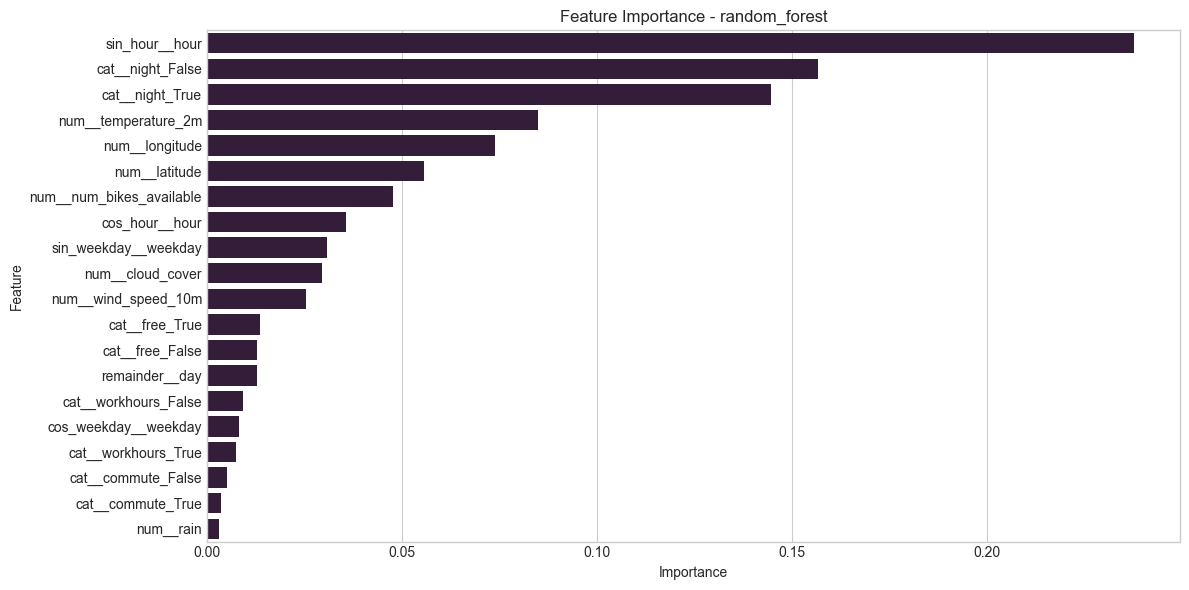 Feature Importance - random_forest
Feature
sin_hour__hour
cat__night_False
cat__night_True
num__temperature_2m
num__longitude
num__latitude
num__num_bikes_available
cos_hour__hour
sin_weekday__weekday
num__cloud_cover
num__wind_speed_10m
cat__free_True
cat__free_False
remainder__day
cat__workhours_False
cos_weekday__weekday
cat__workhours_True
cat__commute_False
cat__commute_True
num__rain
0.00 0.05 0.10 0.15 0.20
Importance